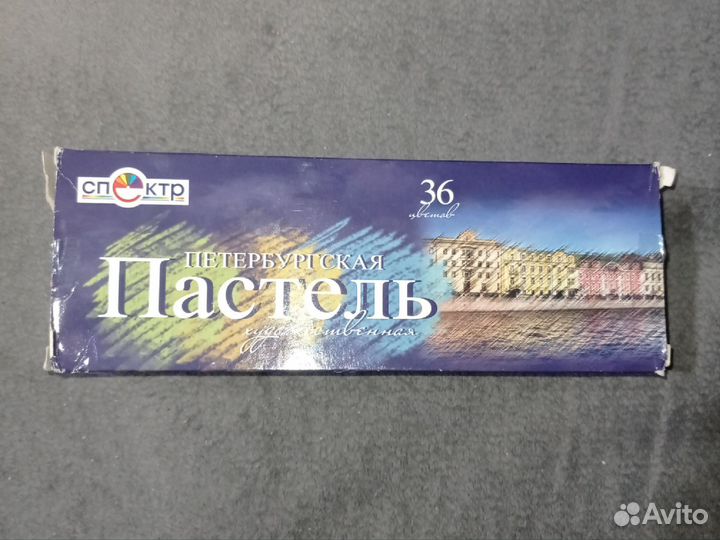 спектр
36
цветов
ПЕТЕРБУРГСКАЯ
Пастель
художественная
Avito